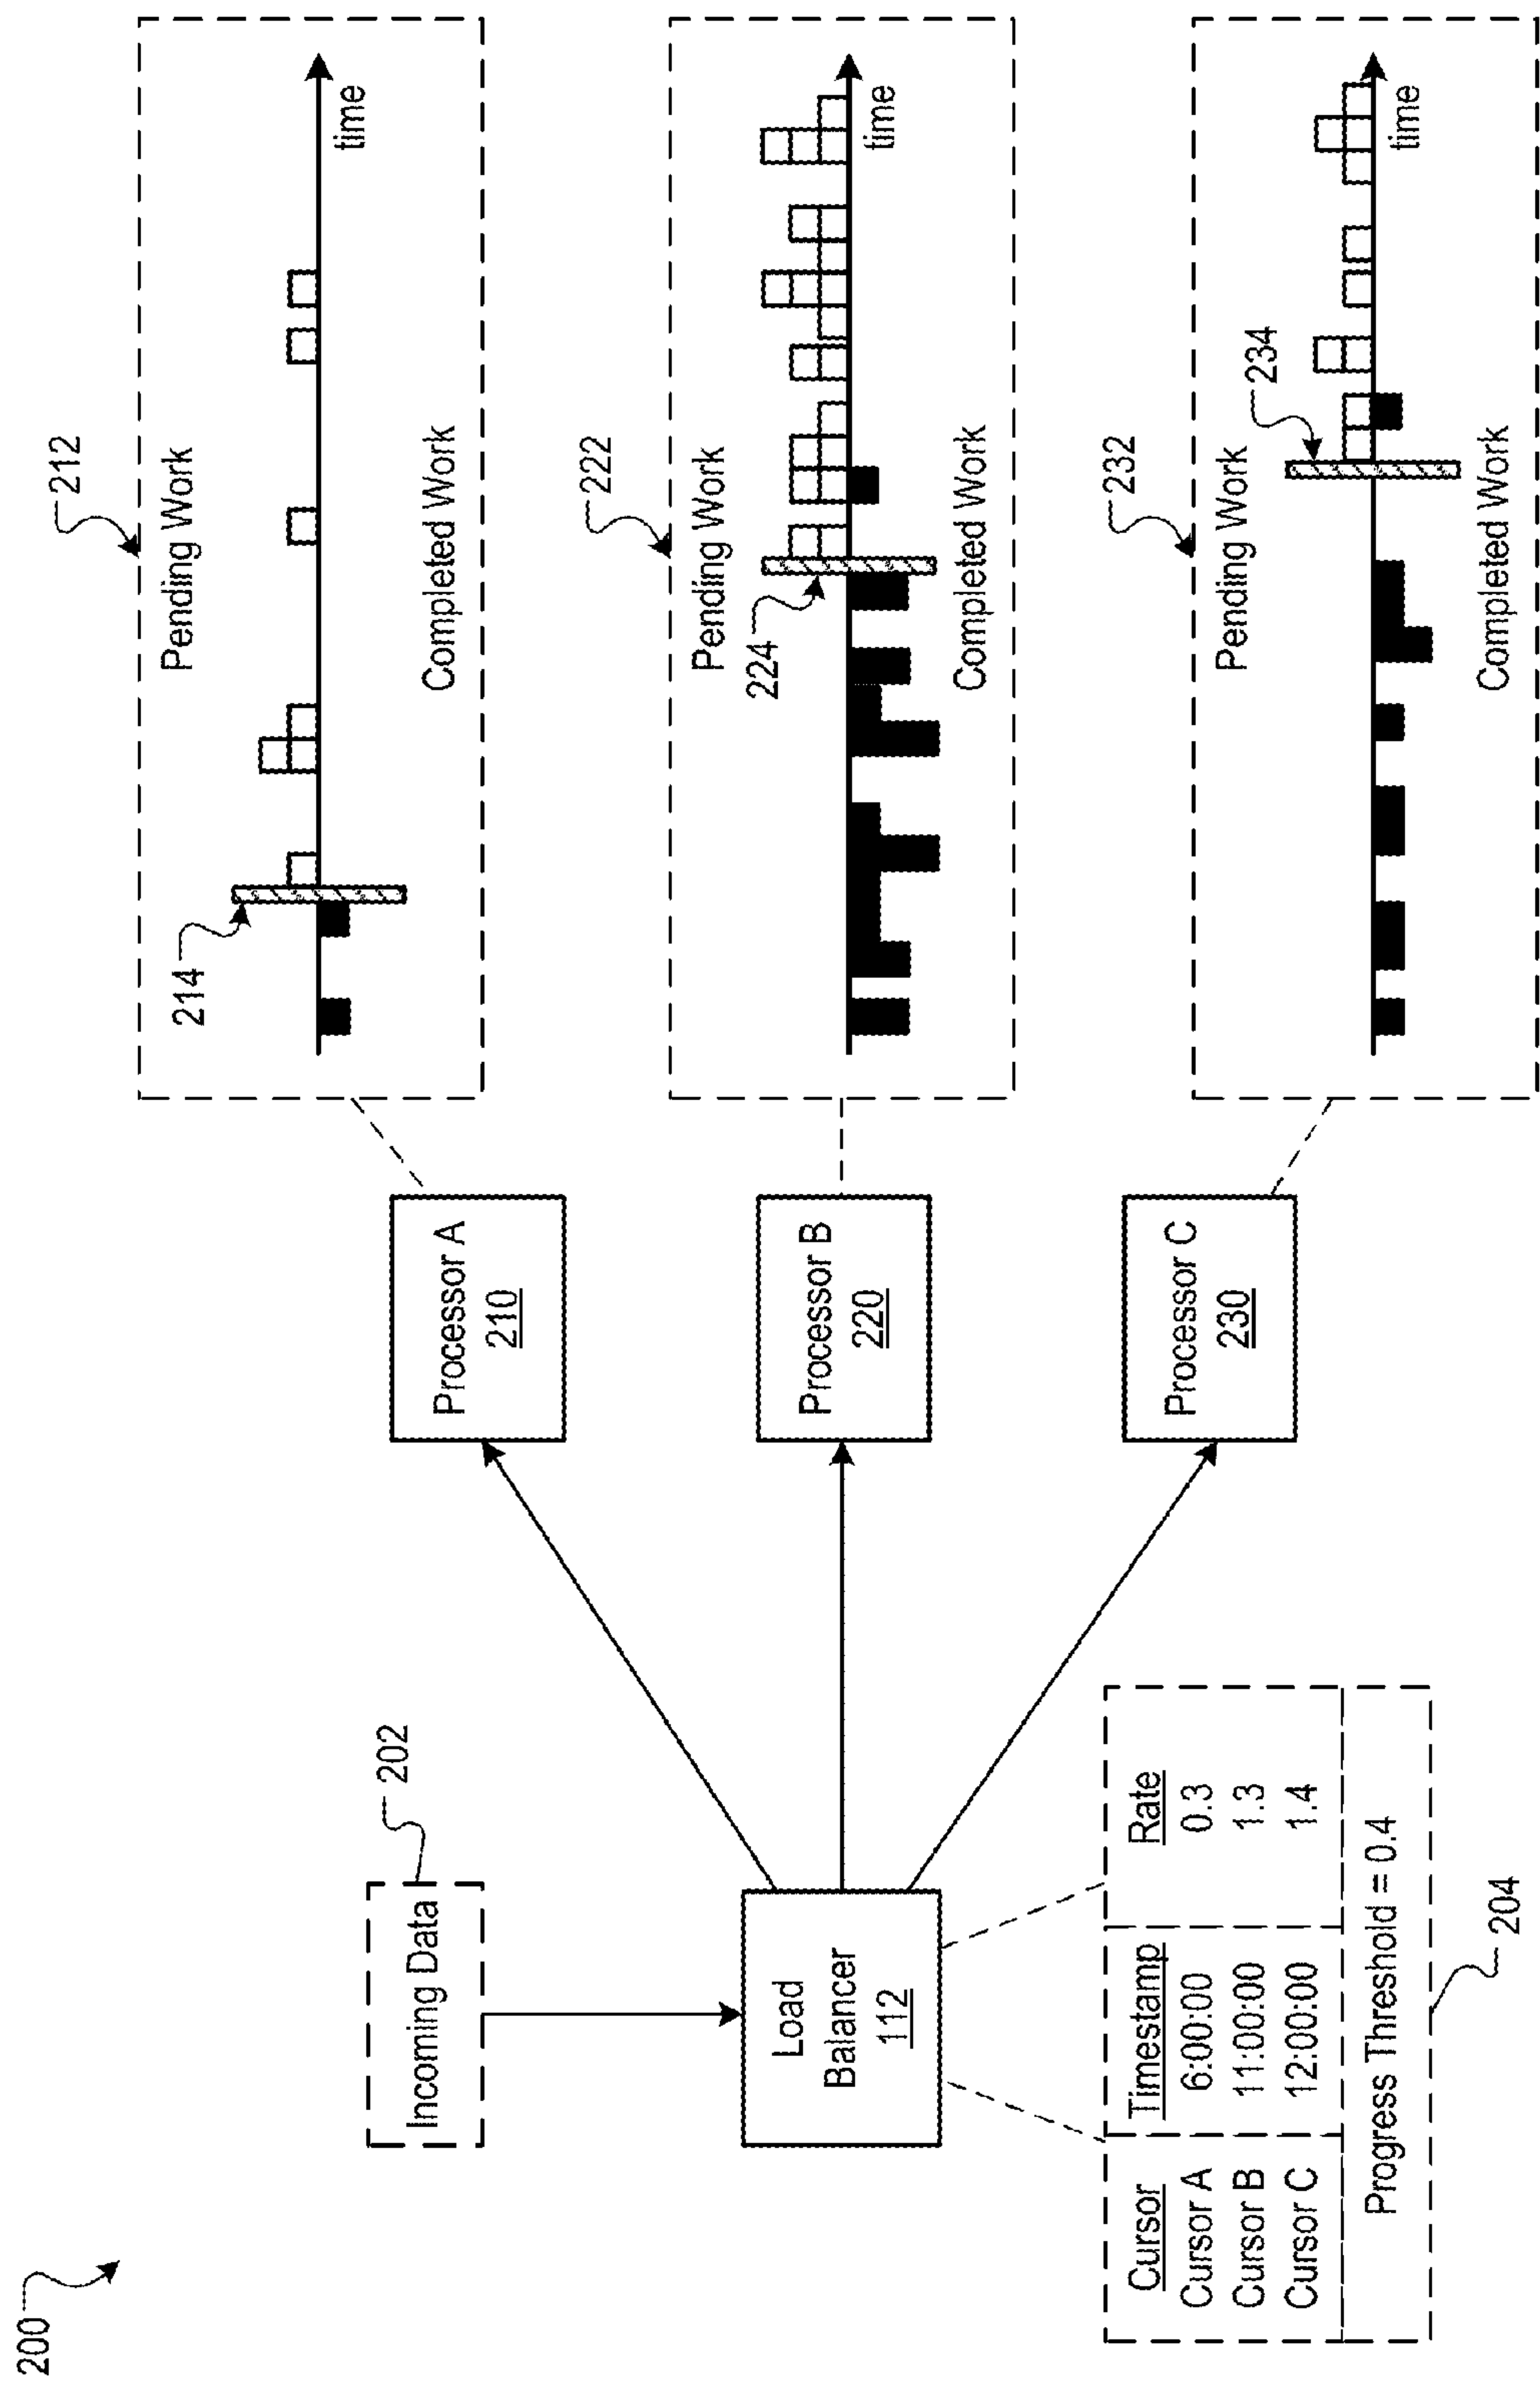 200
202
Incoming Data
Load
Balancer
112
Cursor Timestamp Rate
Cursor A 6:00:00 0.3
Cursor B 11:00:00 1.3
Cursor C 12:00:00 1.4
Progress Threshold = 0.4
204
Processor A
210
Processor B
220
Processor C
230
212
Pending Work
214
time
Completed Work
222
Pending Work
224
time
Completed Work
232
Pending Work
234
time
Completed Work